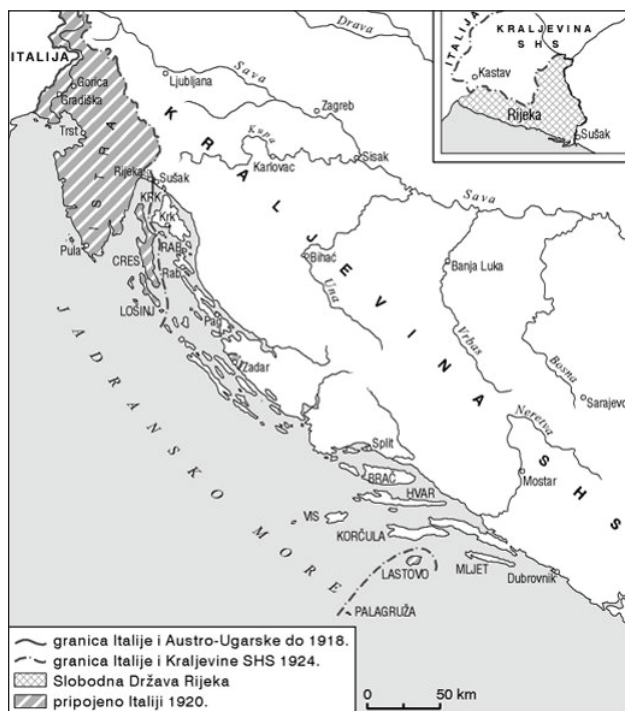 ITALIJA
Drava
Gorica
Gradiška
Ljubljana
Sava
Trst
Zagreb
Kupa
Karlovac
Sisak
KRALJEVINA SHS
ISTRA
Rijeka
Sušak
KRK
Krk
Pula
CRES
RAB
Rab
LOŠINJ
Pag
Zadar
Bihać
Una
Banja Luka
Vrbas
Sava
Bosna
Sarajevo
Neretva
Mostar
Split
BRAČ
HVAR
VIS
KORČULA
LASTOVO
MLJET
Dubrovnik
PALAGRUŽA
JADRANSKO MORE
ITALIJA
KRALJEVINA
SHS
Kastav
Rijeka
Sušak
granica Italije i Austro-Ugarske do 1918.
granica Italije i Kraljevine SHS 1924.
Slobodna Država Rijeka
pripojeno Italiji 1920.
0 50 km